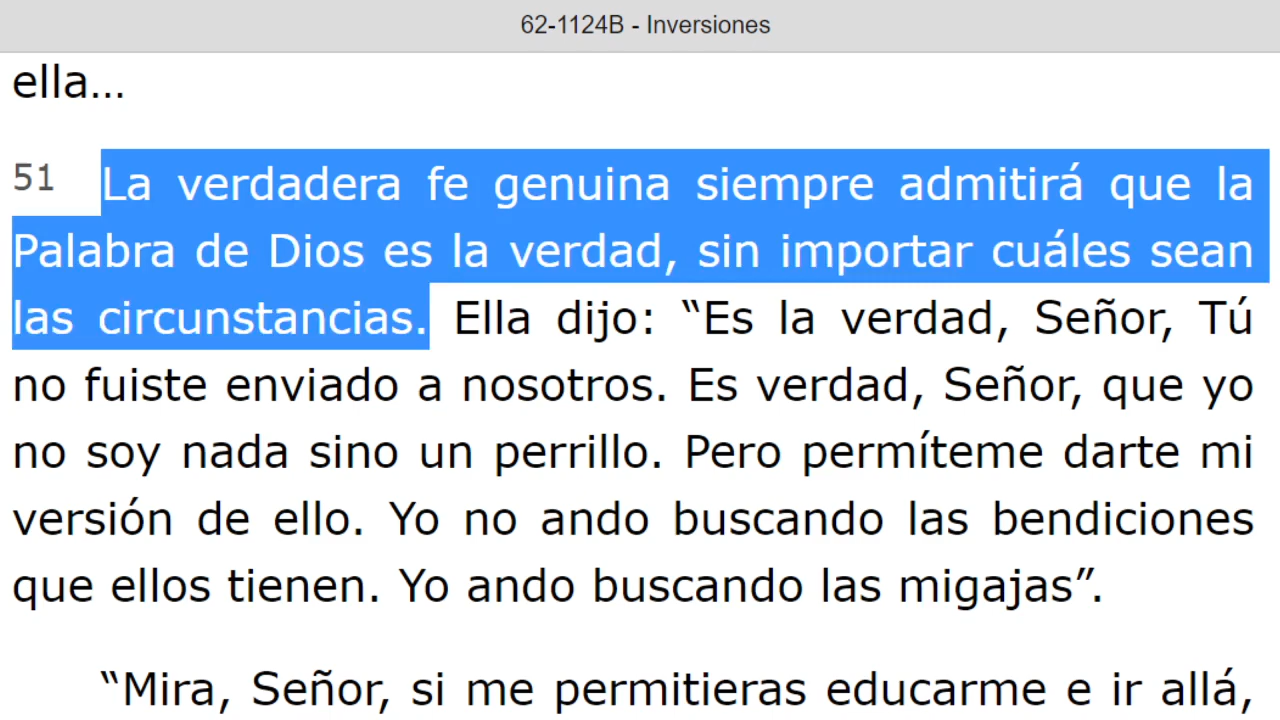 62-1124B - Inversiones
ella…
51 La verdadera fe genuina siempre admitirá que la
Palabra de Dios es la verdad, sin importar cuáles sean
las circunstancias. Ella dijo: “Es la verdad, Señor, Tú
no fuiste enviado a nosotros. Es verdad, Señor, que yo
no soy nada sino un perrillo. Pero permíteme darte mi
versión de ello. Yo no ando buscando las bendiciones
que ellos tienen. Yo ando buscando las migajas”.
“Mira, Señor, si me permitieras educarme e ir allá,